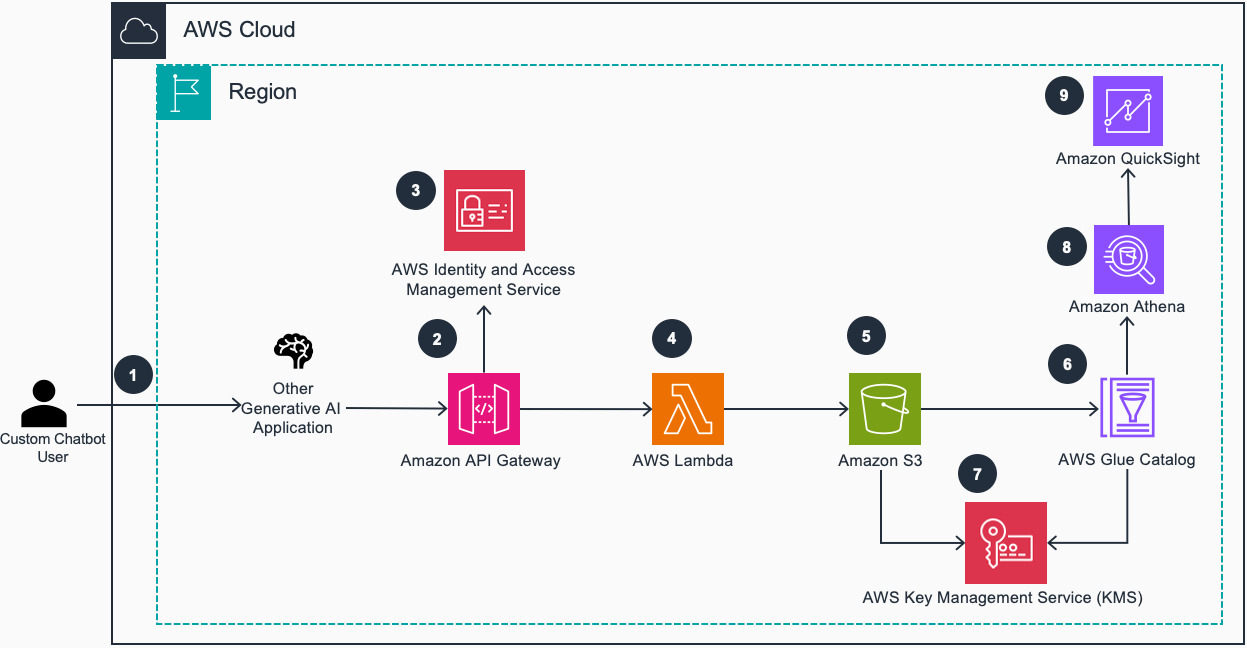 AWS Cloud
Region
1
Custom Chatbot
User
Other
Generative AI
Application
2
</>
Amazon API Gateway
3
AWS Identity and Access
Management Service
4
AWS Lambda
5
Amazon S3
6
AWS Glue Catalog
7
AWS Key Management Service (KMS)
8
Amazon Athena
9
Amazon QuickSight